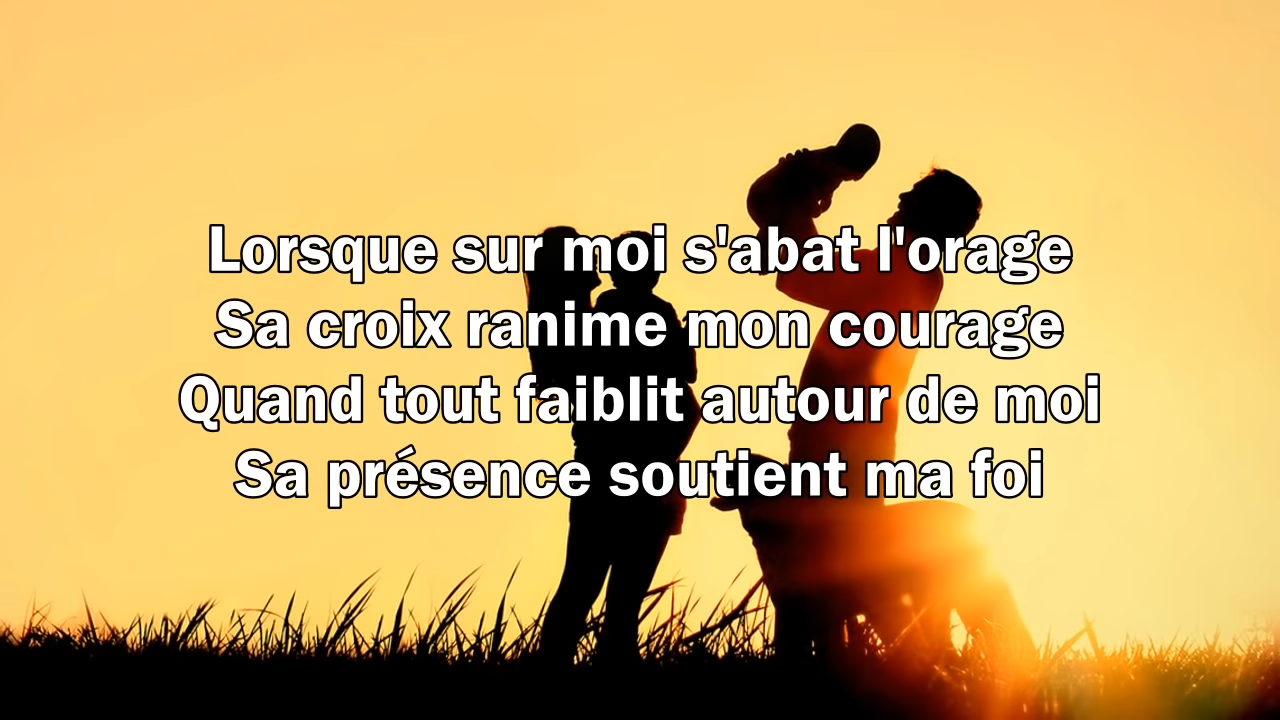 Lorsque sur moi s'abat l'orage
Sa croix ranime mon courage
Quand tout faiblit autour de moi
Sa présence soutient ma foi